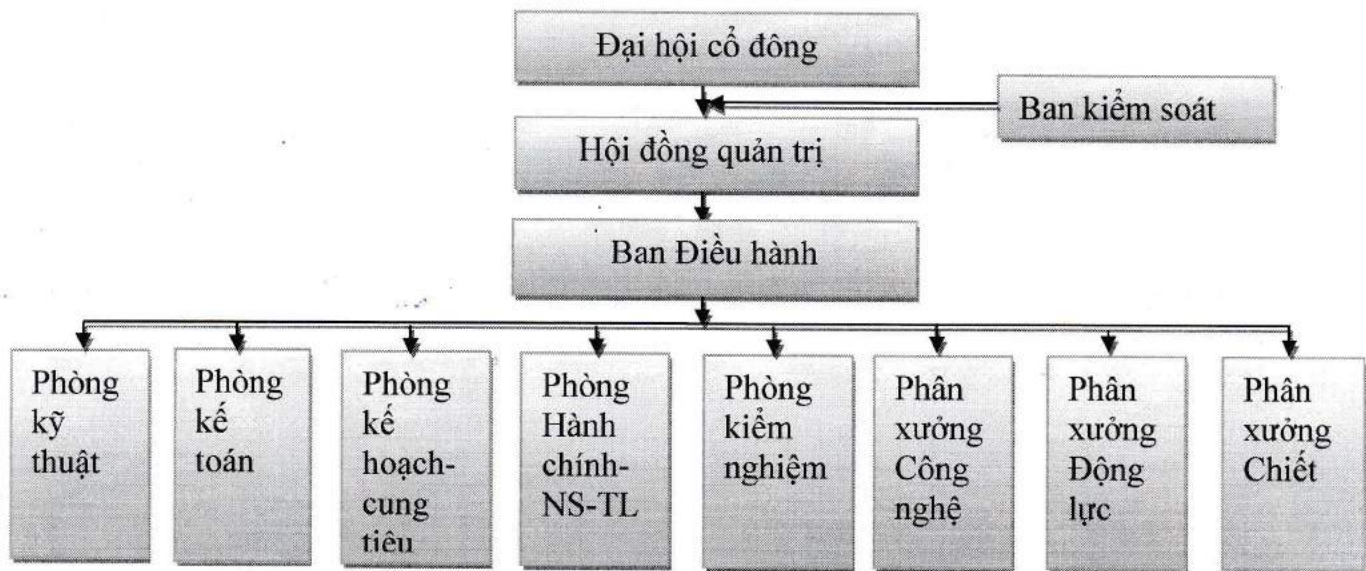 Đại hội cổ đông
Ban kiểm soát
Hội đồng quản trị
Ban Điều hành
Phòng
kỹ
thuật
Phòng
kế
toán
Phòng
kế
hoạch-
cung
tiêu
Phòng
Hành
chính-
NS-TL
Phòng
kiểm
nghiệm
Phân
xưởng
Công
nghệ
Phân
xưởng
Động
lực
Phân
xưởng
Chiết